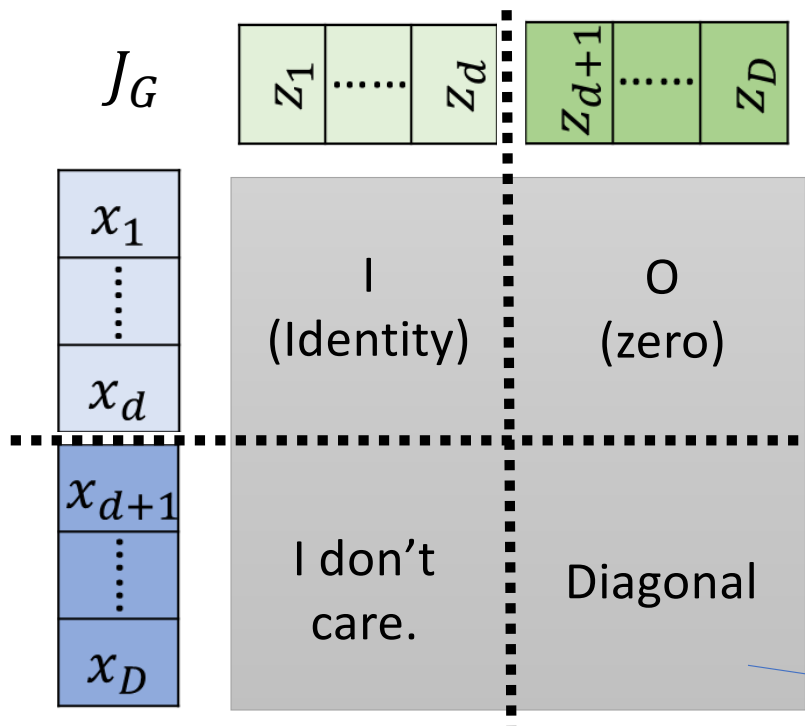 J_G
z_1 ....... z_d z_{d+1} ...... z_D
x_1
......
x_d
x_{d+1}
......
x_D
I
(Identity)
O
(zero)
I don’t
care.
Diagonal